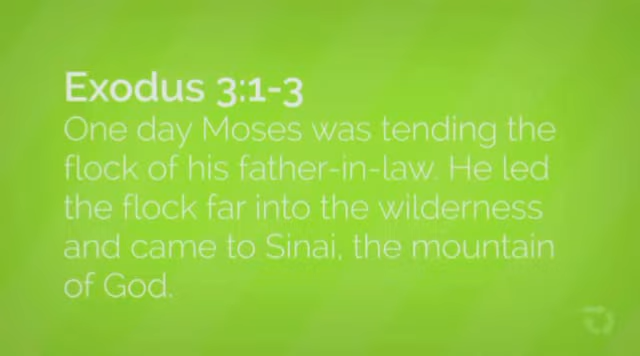 Exodus 3:1-3
One day Moses was tending the
flock of his father-in-law. He led
the flock far into the wilderness
and came to Sinai, the mountain
of God.